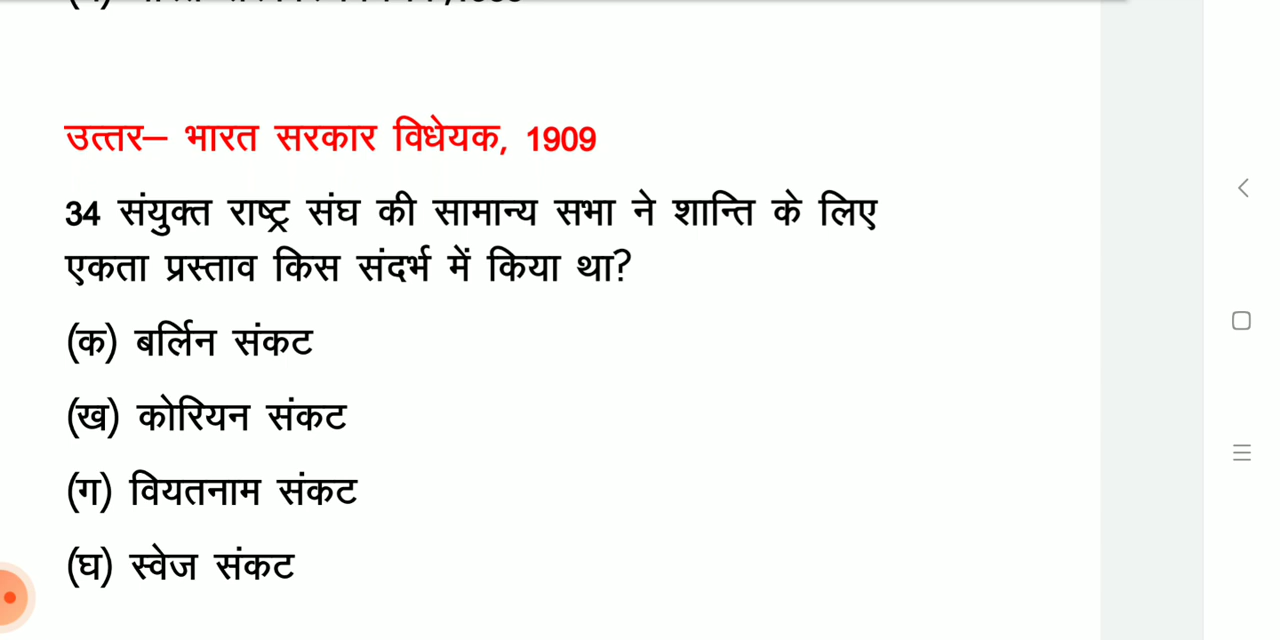 उत्तर– भारत सरकार विधेयक, 1909
34 संयुक्त राष्ट्र संघ की सामान्य सभा ने शान्ति के लिए
एकता प्रस्ताव किस संदर्भ में किया था?
(क) बर्लिन संकट
(ख) कोरियन संकट
(ग) वियतनाम संकट
(घ) स्वेज संकट